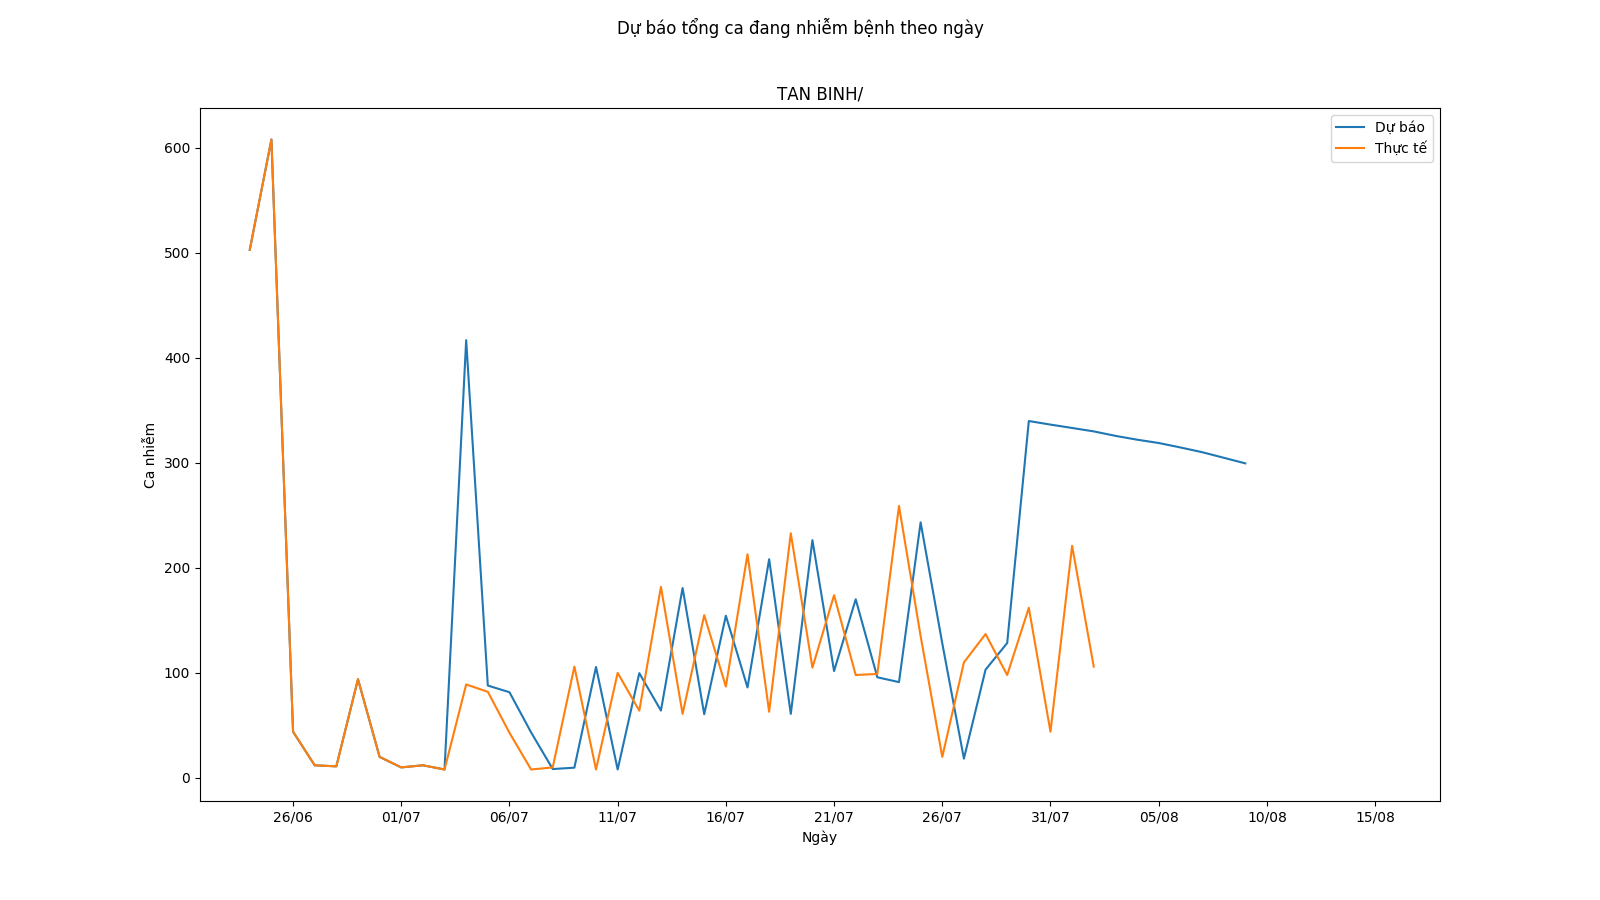 Dự báo tổng ca đang nhiễm bệnh theo ngày
TAN BINH/
Dự báo
Thực tế
Ca nhiễm
600
500
400
300
200
100
0
26/06 01/07 06/07 11/07 16/07 21/07 26/07 31/07 05/08 10/08 15/08
Ngày